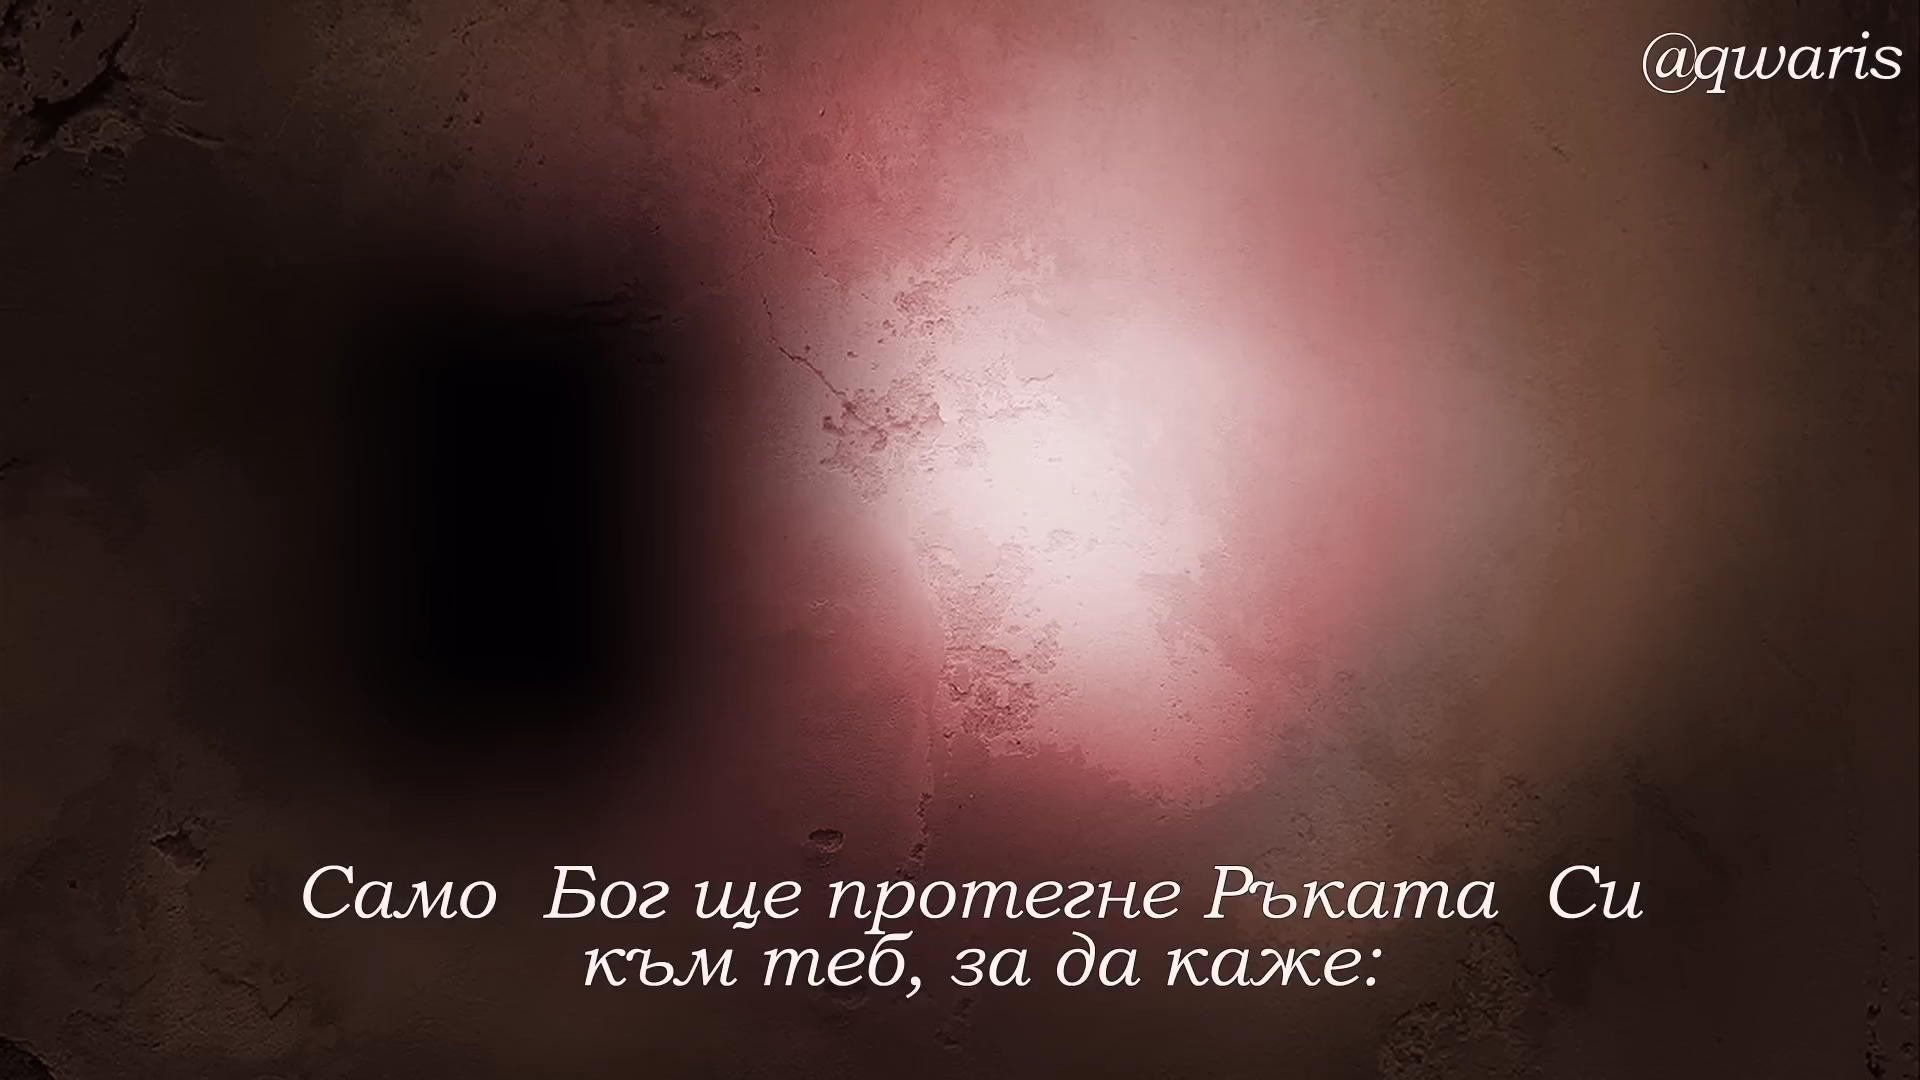 @qwaris
Само Бог ще протегне Ръката Си
към теб, за да каже: